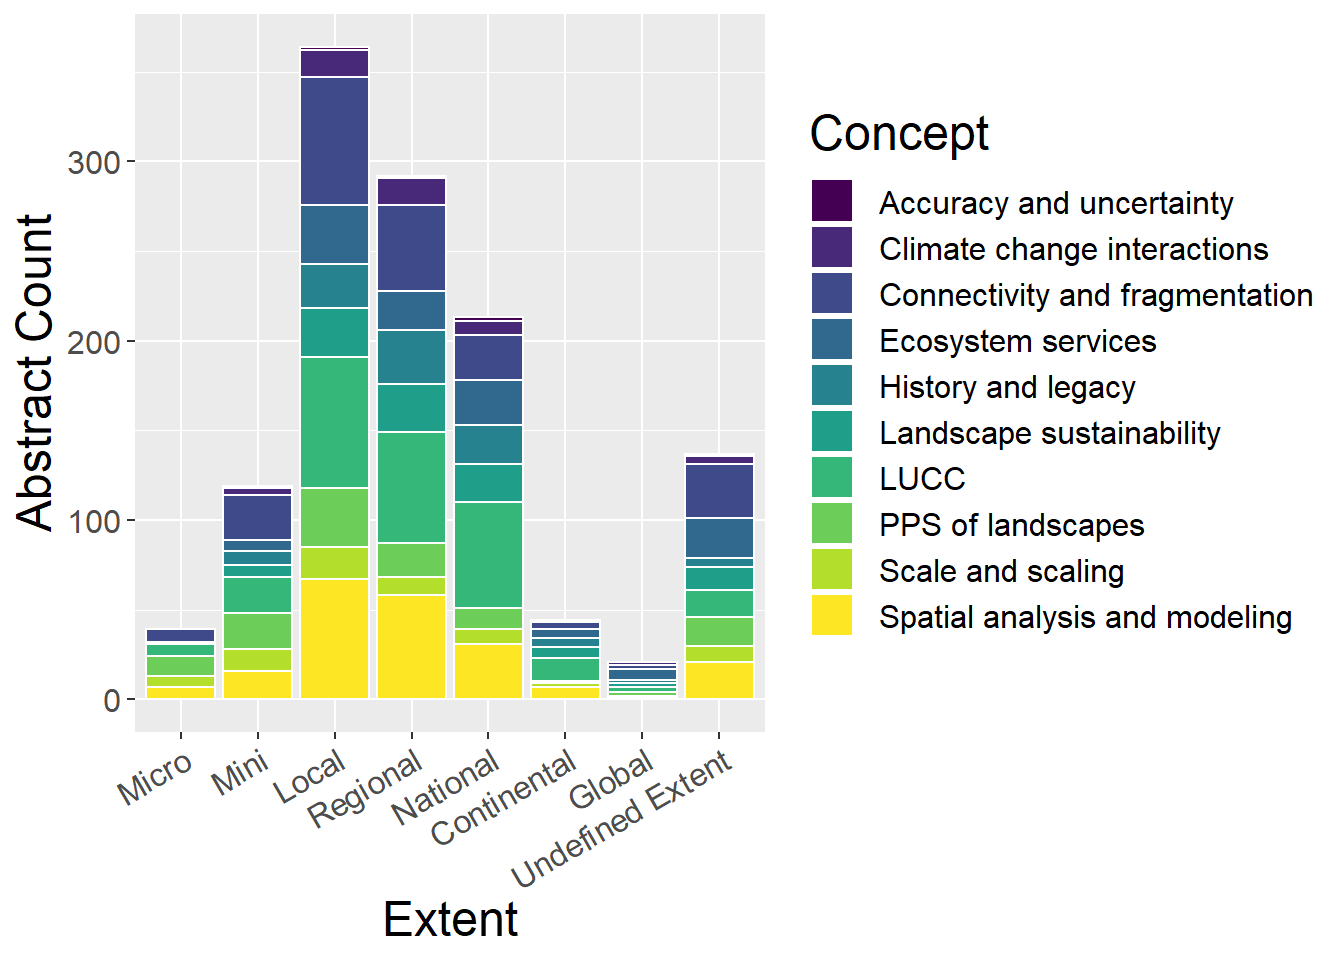 Abstract Count
300
200
100
0
Micro
Mini
Local
Regional
National
Continental
Global
Undefined Extent
Extent
Concept
Accuracy and uncertainty
Climate change interactions
Connectivity and fragmentation
Ecosystem services
History and legacy
Landscape sustainability
LUCC
PPS of landscapes
Scale and scaling
Spatial analysis and modeling